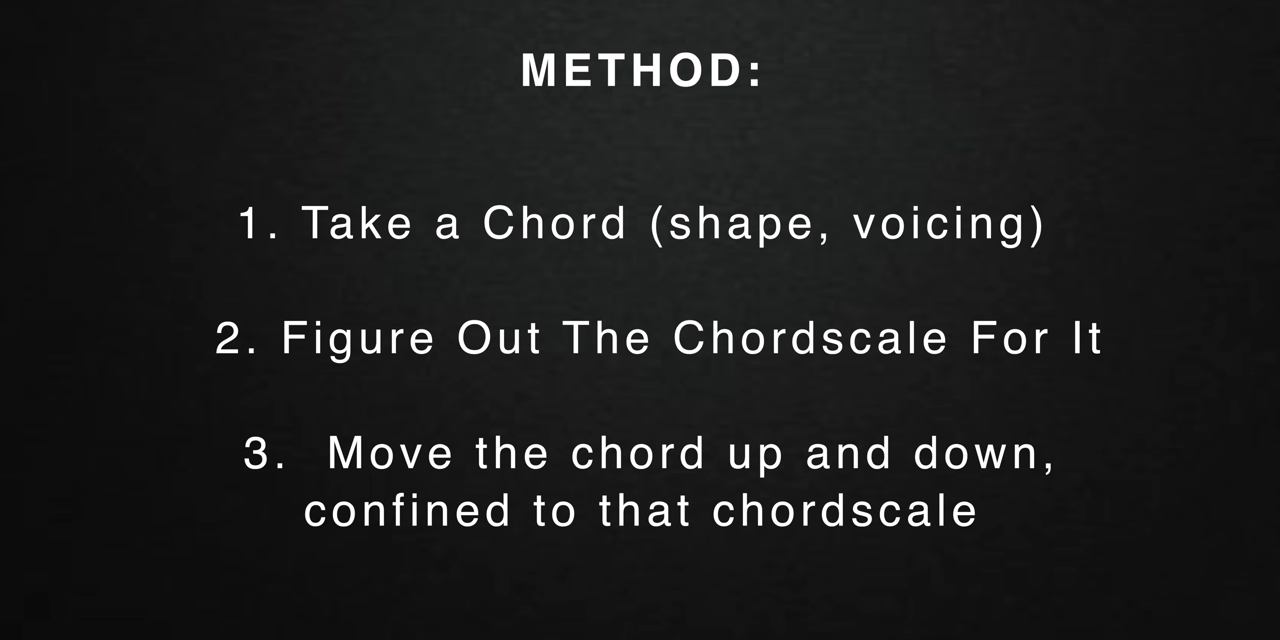 METHOD:
1. Take a Chord (shape, voicing)
2. Figure Out The Chordscale For It
3. Move the chord up and down,
confined to that chordscale